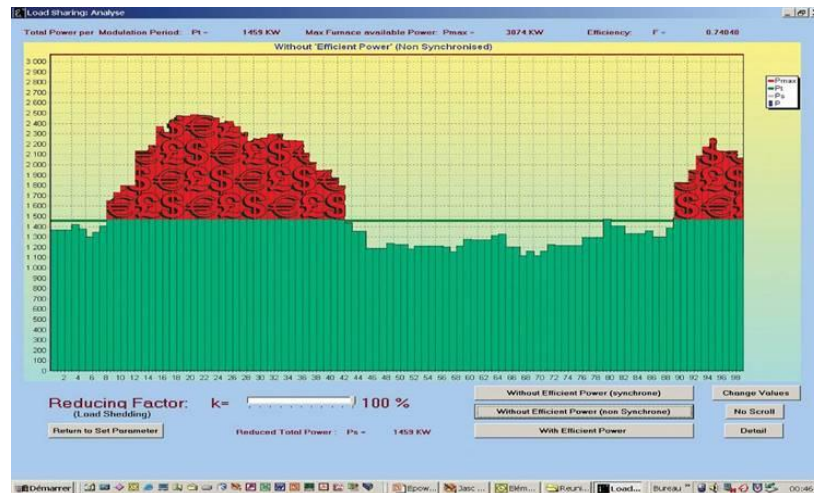 Load Sharing: Analyse
Total Power per Modulation Period: Pt = 1459 KW Max Furnace available Power: Pmax = 3074 KW Efficiency: F = 0.74040
Without 'Efficient Power' (Non Synchronised)
3 000
2 900
2 800
2 700
2 600
2 500
2 400
2 300
2 200
2 100
2 000
1 900
1 800
1 700
1 600
1 500
1 400
1 300
1 200
1 100
1 000
900
800
700
600
500
400
300
200
100
0
Pmax
Pt
Ps
P
2 4 6 8 10 12 14 16 18 20 22 24 26 28 30 32 34 36 38 40 42 44 46 48 50 52 54 56 58 60 62 64 66 68 70 72 74 76 78 80 82 84 86 88 90 92 94 96 98
Reducing Factor: k= 100 %
(Load Shedding)
Without Efficient Power (synchrone) Change Values
Without Efficient Power (non Synchrone) No Scroll
Return to Set Parameter Reduced Total Power : Ps = 1459 KW With Efficient Power Detail
Démarrer Epow... Jasc ... Elém... Reuni... Load... Bureau 00:46